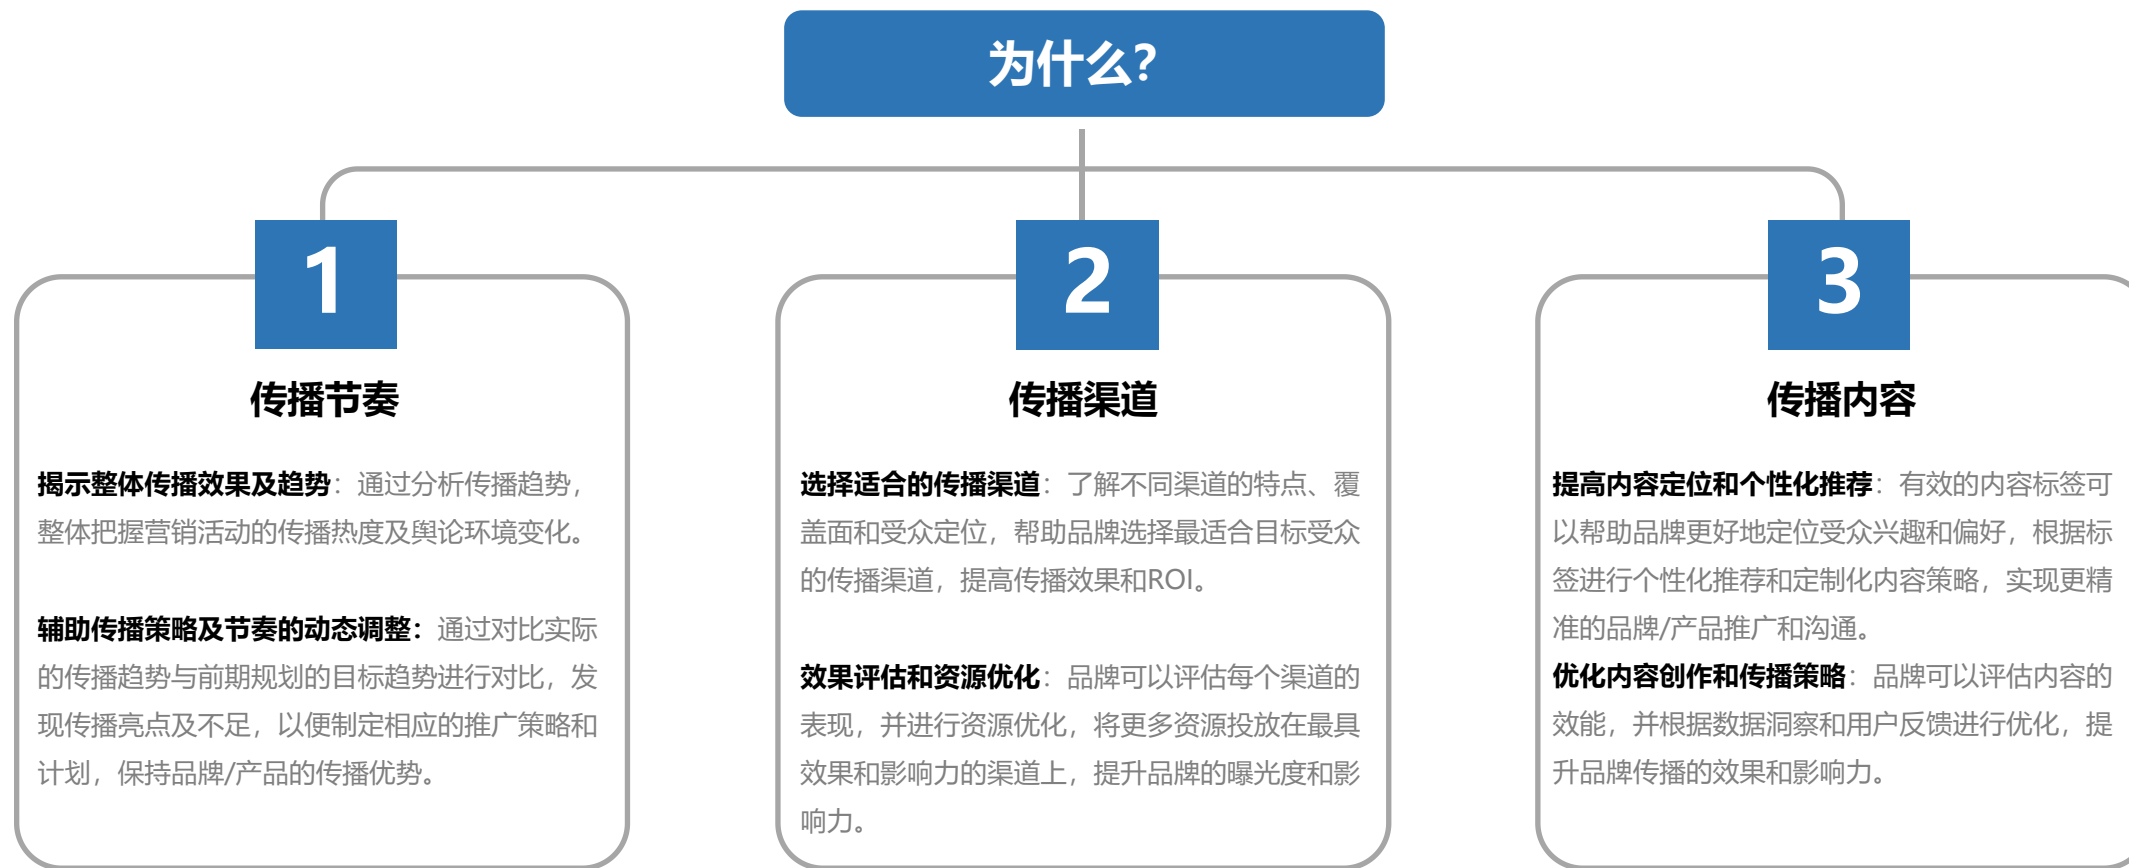 为什么？
1
传播节奏
揭示整体传播效果及趋势：通过分析传播趋势，
整体把握营销活动的传播热度及舆论环境变化。
辅助传播策略及节奏的动态调整：通过对比实际
的传播趋势与前期规划的目标趋势进行对比，发
现传播亮点及不足，以便制定相应的推广策略和
计划，保持品牌/产品的传播优势。
2
传播渠道
选择适合的传播渠道：了解不同渠道的特点、覆
盖面和受众定位，帮助品牌选择最适合目标受众
的传播渠道，提高传播效果和ROI。
效果评估和资源优化：品牌可以评估每个渠道的
表现，并进行资源优化，将更多资源投放在最具
效果和影响力的渠道上，提升品牌的曝光度和影
响力。
3
传播内容
提高内容定位和个性化推荐：有效的内容标签可
以帮助品牌更好地定位受众兴趣和偏好，根据标
签进行个性化推荐和定制化内容策略，实现更精
准的品牌/产品推广和沟通。
优化内容创作和传播策略：品牌可以评估内容的
效能，并根据数据洞察和用户反馈进行优化，提
升品牌传播的效果和影响力。